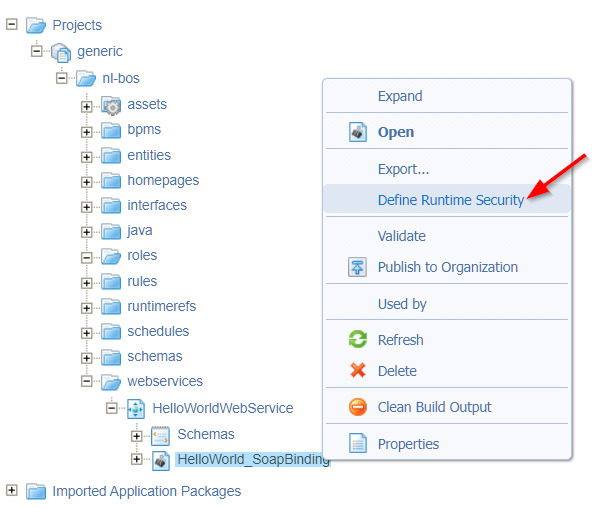 Projects
generic
nl-bos
assets
bpms
entities
homepages
interfaces
java
roles
rules
runtimerefs
schedules
schemas
webservices
HelloWorldWebService
Schemas
HelloWorld_SoapBinding
Imported Application Packages
Expand
Open
Export...
Define Runtime Security
Validate
Publish to Organization
Used by
Refresh
Delete
Clean Build Output
Properties